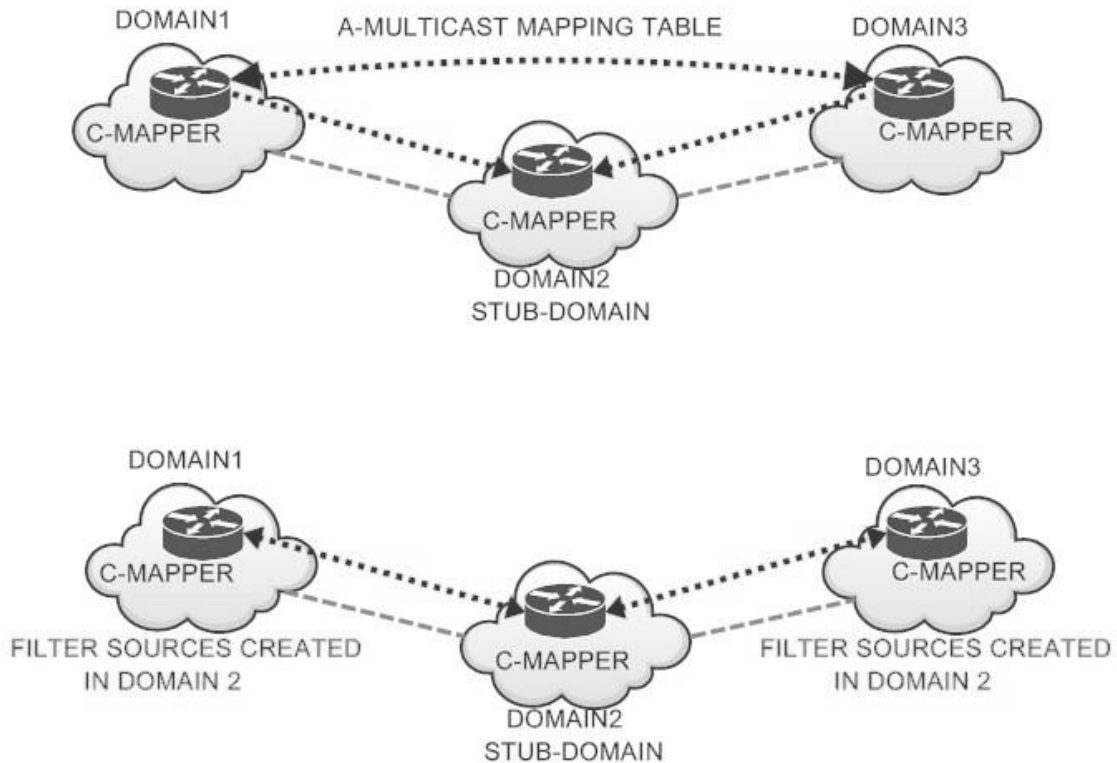 DOMAIN1
A-MULTICAST MAPPING TABLE
DOMAIN3
C-MAPPER
C-MAPPER
C-MAPPER
DOMAIN2
STUB-DOMAIN
DOMAIN1
DOMAIN3
C-MAPPER
C-MAPPER
FILTER SOURCES CREATED
IN DOMAIN 2
C-MAPPER
FILTER SOURCES CREATED
IN DOMAIN 2
DOMAIN2
STUB-DOMAIN